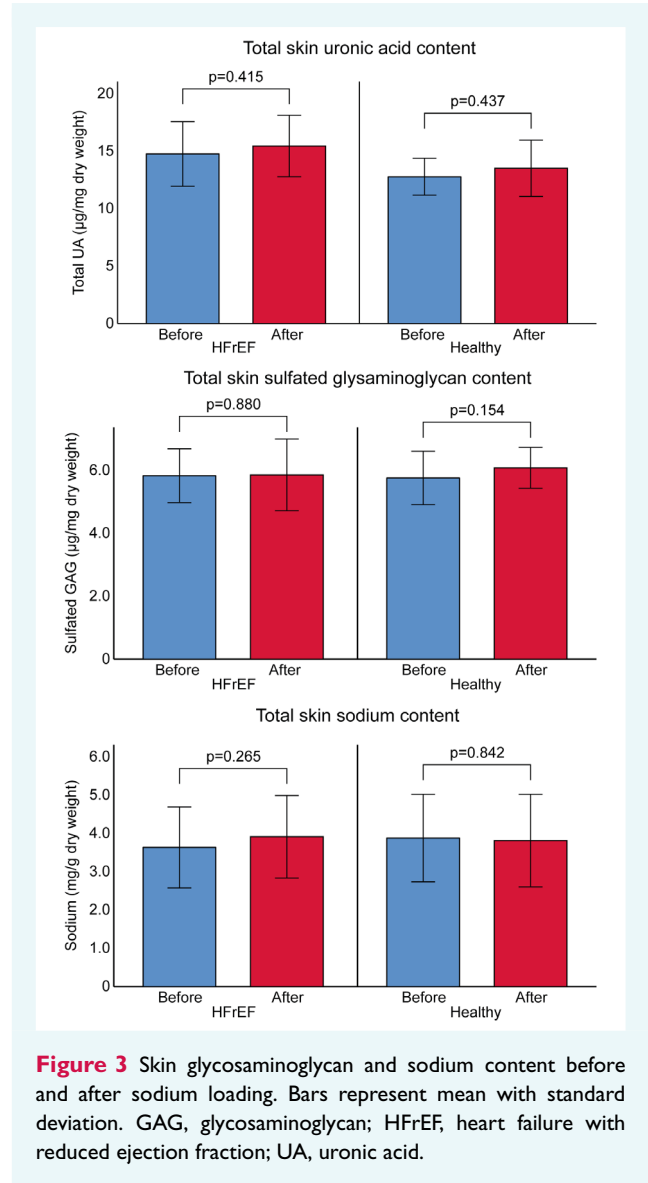 Total skin uronic acid content
p=0.415
p=0.437
20
15
10
5
0
Total UA (µg/mg dry weight)
Before
After
Before
After
HFrEF
Healthy
Total skin sulfated glysaminoglycan content
p=0.880
p=0.154
6.0
4.0
2.0
0
Sulfated GAG (µg/mg dry weight)
Before
After
Before
After
HFrEF
Healthy
Total skin sodium content
p=0.265
p=0.842
6.0
5.0
4.0
3.0
2.0
1.0
0
Sodium (mg/g dry weight)
Before
After
Before
After
HFrEF
Healthy
Figure 3 Skin glycosaminoglycan and sodium content before
and after sodium loading. Bars represent mean with standard
deviation. GAG, glycosaminoglycan; HFrEF, heart failure with
reduced ejection fraction; UA, uronic acid.